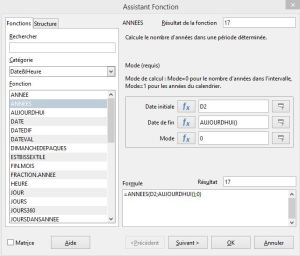 Assistant Fonction
Fonctions Structure
ANNEES Résultat de la fonction 17
Rechercher
Calcule le nombre d'années dans une période déterminée.
Catégorie
Date&Heure
Mode (requis)
Fonction
Mode de calcul : Mode=0 pour le nombre d'années dans l'intervalle,
Mode=1 pour les années du calendrier.
ANNEE
ANNEES
AUJOURDHUI
DATE
DATEDIF
DATEVAL
DIMANCHEDEPAQUES
ESTBISSEXTILE
FIN.MOIS
FRACTION.ANNEE
HEURE
JOUR
JOURS
JOURS360
JOURSDANSANNEE
Date initiale fx D2
Date de fin fx AUJOURDHUI()
Mode fx 0
Formule Résultat 17
=ANNEES(D2;AUJOURDHUI();0)
Matrice Aide <Précédent Suivant > OK Annuler